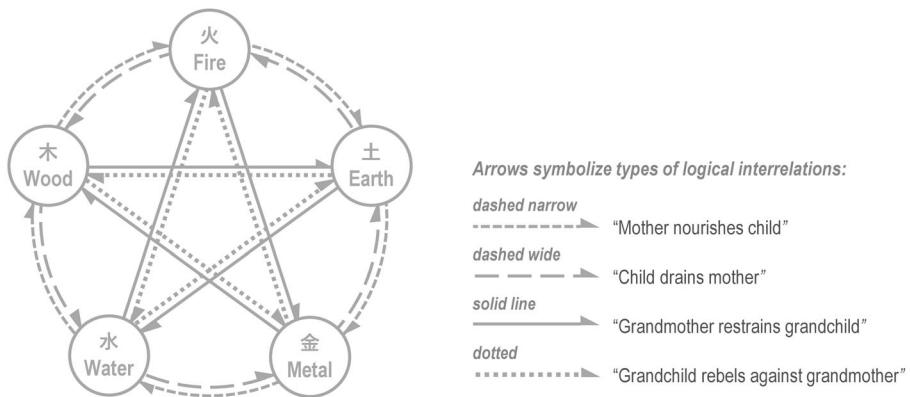 火
Fire
木
Wood
土
Earth
水
Water
金
Metal
Arrows symbolize types of logical interrelations:
dashed narrow
“Mother nourishes child”
dashed wide
“Child drains mother”
solid line
“Grandmother restrains grandchild”
dotted
“Grandchild rebels against grandmother”